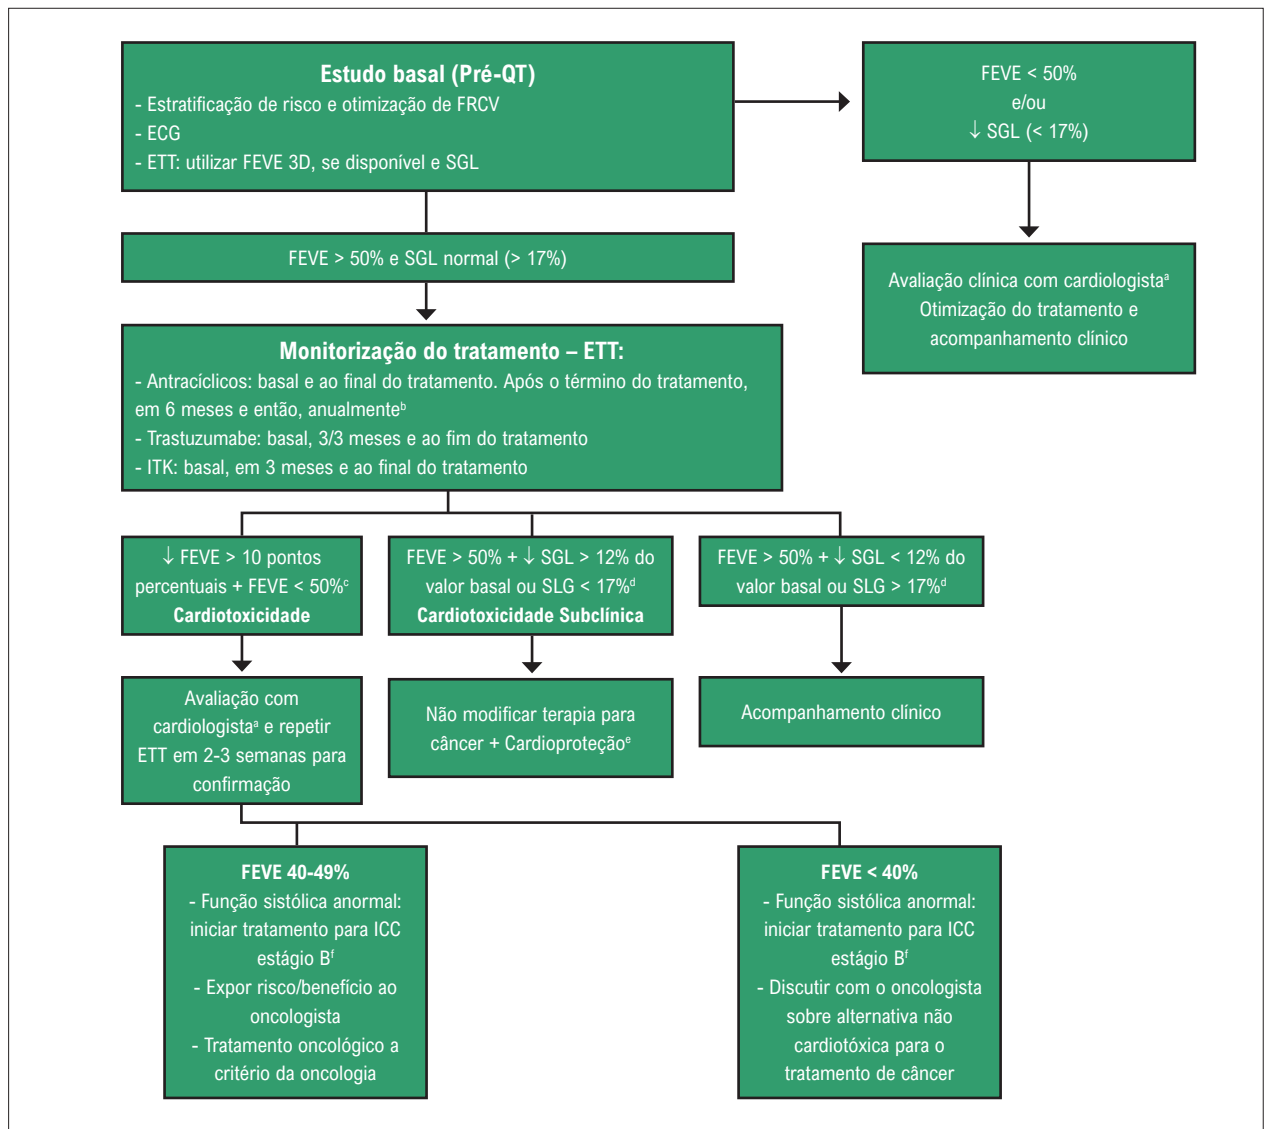 Estudo basal (Pré-QT)
- Estratificação de risco e otimização de FRCV
- ECG
- ETT: utilizar FEVE 3D, se disponível e SGL
FEVE < 50%
e/ou
↓ SGL (< 17%)
FEVE > 50% e SGL normal (> 17%)
Avaliação clínica com cardiologistaᵃ
Otimização do tratamento e
acompanhamento clínico
Monitorização do tratamento – ETT:
- Antracíclicos: basal e ao final do tratamento. Após o término do tratamento,
em 6 meses e então, anualmenteᵇ
- Trastuzumabe: basal, 3/3 meses e ao fim do tratamento
- ITK: basal, em 3 meses e ao final do tratamento
↓ FEVE > 10 pontos
percentuais + FEVE < 50%ᶜ
Cardiotoxicidade
FEVE > 50% + ↓ SGL > 12% do
valor basal ou SLG < 17%ᵈ
Cardiotoxicidade Subclínica
FEVE > 50% + ↓ SGL < 12% do
valor basal ou SLG > 17%ᵈ
Avaliação com
cardiologistaᵃ e repetir
ETT em 2-3 semanas para
confirmação
Não modificar terapia para
câncer + Cardioproteçãoᵉ
Acompanhamento clínico
FEVE 40-49%
- Função sistólica anormal:
iniciar tratamento para ICC
estágio Bᶠ
- Expor risco/benefício ao
oncologista
- Tratamento oncológico a
critério da oncologia
FEVE < 40%
- Função sistólica anormal:
iniciar tratamento para ICC
estágio Bᶠ
- Discutir com o oncologista
sobre alternativa não
cardiotóxica para o
tratamento de câncer